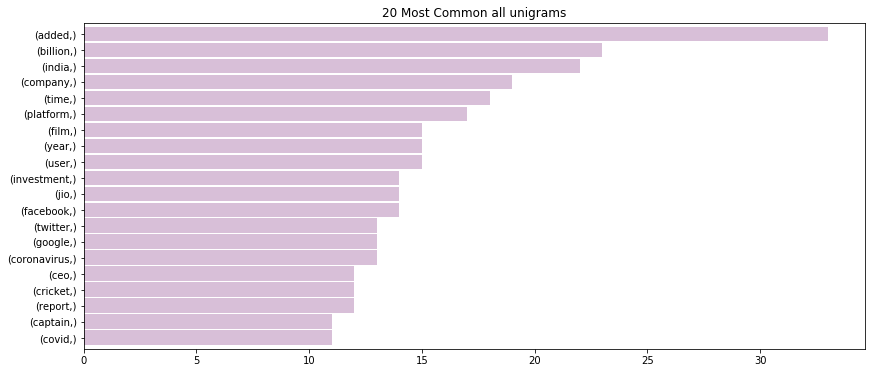 20 Most Common all unigrams
(added,)
(billion,)
(india,)
(company,)
(time,)
(platform,)
(film,)
(year,)
(user,)
(investment,)
(jio,)
(facebook,)
(twitter,)
(google,)
(coronavirus,)
(ceo,)
(cricket,)
(report,)
(captain,)
(covid,)
0 5 10 15 20 25 30